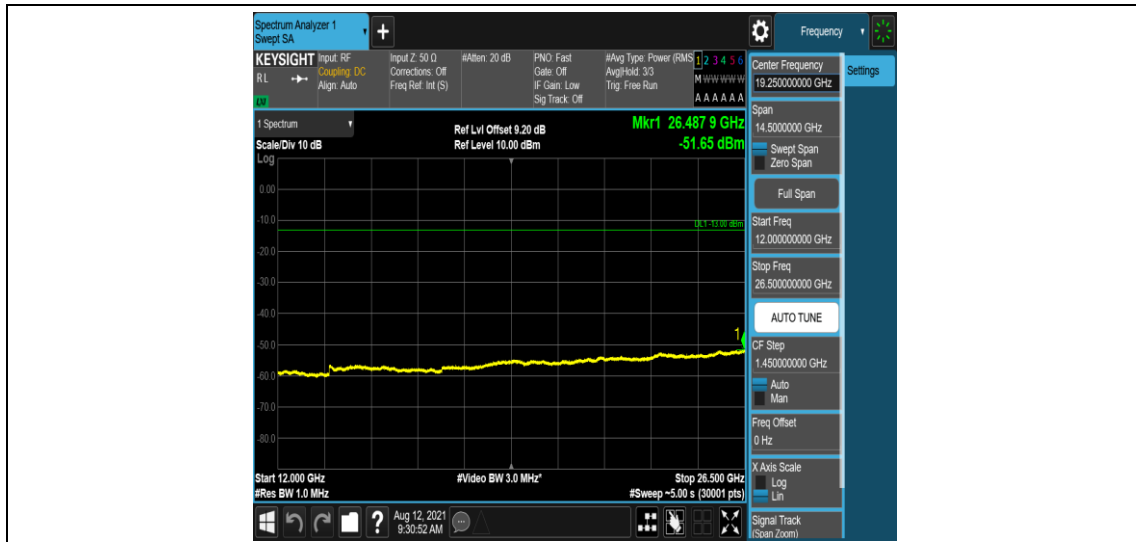 Spectrum Analyzer 1
Swept SA
+
Frequency
KEYSIGHT
RL
Input: RF
Coupling: DC
Align: Auto
Input Z: 50 Ω
Corrections: Off
Freq Ref: Int (S)
#Atten: 20 dB
PNO: Fast
Gate: Off
IF Gain: Low
Sig Track: Off
#Avg Type: Power (RMS
Avg|Hold: 3/3
Trig: Free Run
1 2 3 4 5 6
M W W W W W
A A A A A A
1 Spectrum
Scale/Div 10 dB
Log
Ref Lvl Offset 9.20 dB
Ref Level 10.00 dBm
Mkr1 26.487 9 GHz
-51.65 dBm
0.00
-10.0
DL1 -13.00 dBm
-20.0
-30.0
-40.0
1
-50.0
-60.0
-70.0
-80.0
Start 12.000 GHz
#Res BW 1.0 MHz
#Video BW 3.0 MHz*
Stop 26.500 GHz
#Sweep ~5.00 s (30001 pts)
Aug 12, 2021
9:30:52 AM
?
Settings
Center Frequency
19.250000000 GHz
Span
14.5000000 GHz
Swept Span
Zero Span
Full Span
Start Freq
12.000000000 GHz
Stop Freq
26.500000000 GHz
AUTO TUNE
CF Step
1.450000000 GHz
Auto
Man
Freq Offset
0 Hz
X Axis Scale
Log
Lin
Signal Track
(Span Zoom)